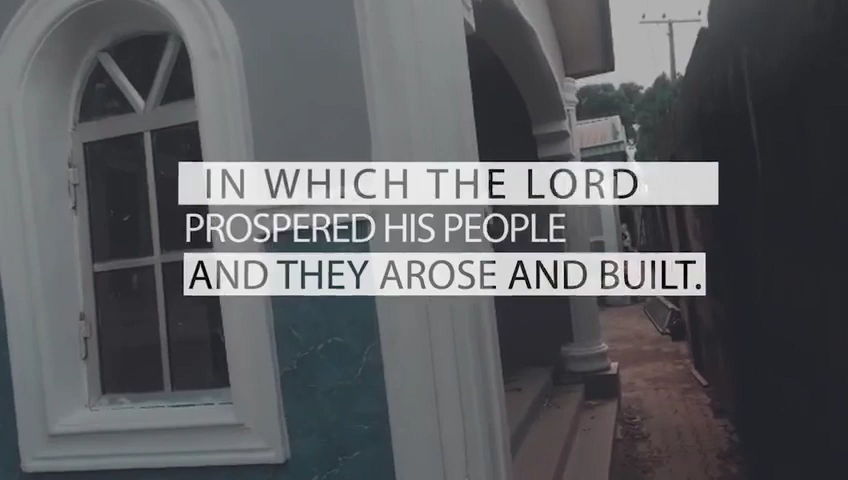 IN WHICH THE LORD
PROSPERED HIS PEOPLE
AND THEY AROSE AND BUILT.